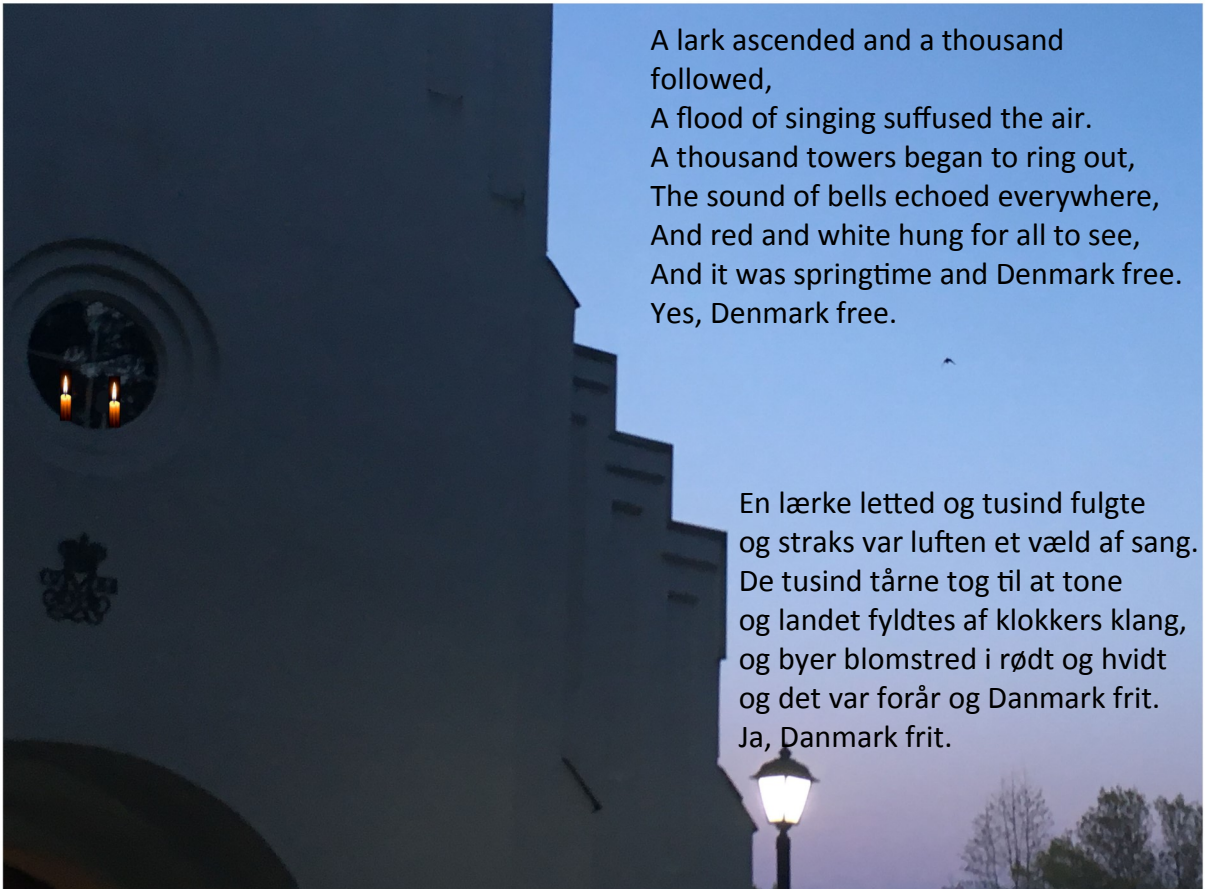 A lark ascended and a thousand
followed,
A flood of singing suffused the air.
A thousand towers began to ring out,
The sound of bells echoed everywhere,
And red and white hung for all to see,
And it was springtime and Denmark free.
Yes, Denmark free.
En lærke letted og tusind fulgte
og straks var luften et væld af sang.
De tusind tårne tog til at tone
og landet fyldtes af klokkers klang,
og byer blomstred i rødt og hvidt
og det var forår og Danmark frit.
Ja, Danmark frit.